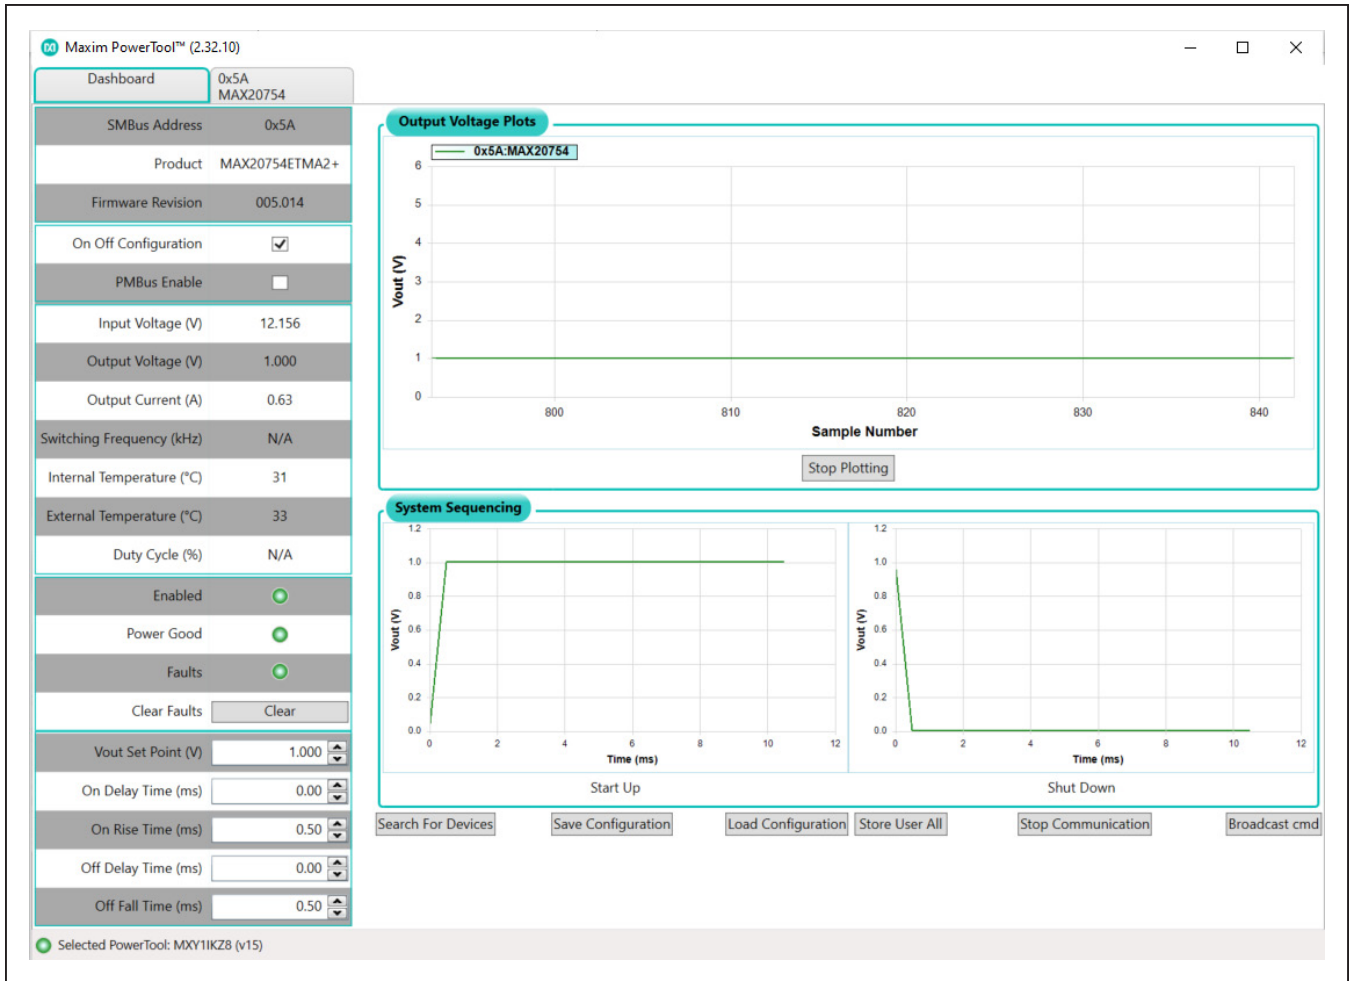 Maxim PowerTool™ (2.32.10)
Dashboard
0x5A
MAX20754
SMBus Address 0x5A
Product MAX20754ETMA2+
Firmware Revision 005.014
On Off Configuration
PMBus Enable
Input Voltage (V) 12.156
Output Voltage (V) 1.000
Output Current (A) 0.63
Switching Frequency (kHz) N/A
Internal Temperature (°C) 31
External Temperature (°C) 33
Duty Cycle (%) N/A
Enabled
Power Good
Faults
Clear Faults Clear
Vout Set Point (V) 1.000
On Delay Time (ms) 0.00
On Rise Time (ms) 0.50
Off Delay Time (ms) 0.00
Off Fall Time (ms) 0.50
Output Voltage Plots
0x5A:MAX20754
6
5
4
3
2
1
0
Vout (V)
800 810 820 830 840
Sample Number
Stop Plotting
System Sequencing
1.2
1.0
0.8
0.6
0.4
0.2
0.0
Vout (V)
0 2 4 6 8 10 12
Time (ms)
Start Up
1.2
1.0
0.8
0.6
0.4
0.2
0.0
Vout (V)
0 2 4 6 8 10 12
Time (ms)
Shut Down
Search For Devices Save Configuration Load Configuration Store User All Stop Communication Broadcast cmd
Selected PowerTool: MXY1IKZ8 (v15)